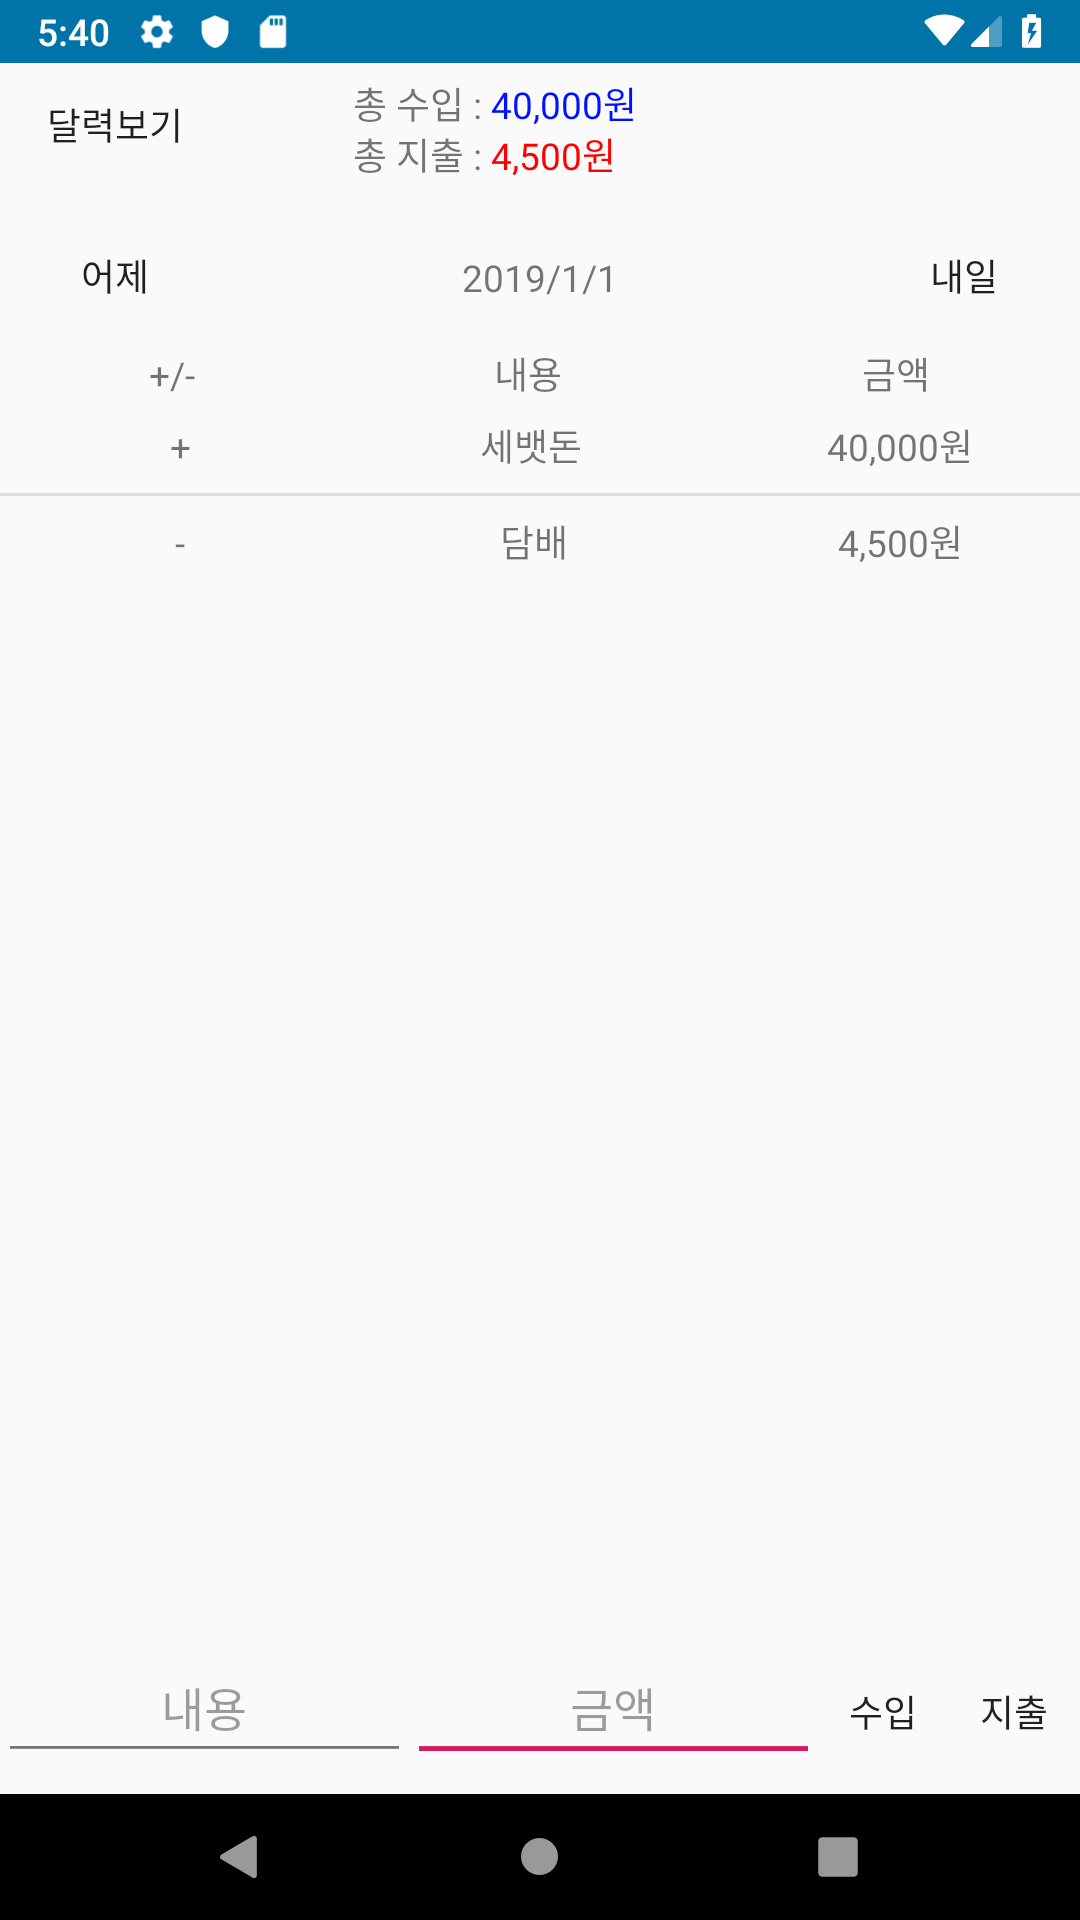 5:40
달력보기
총 수입 : 40,000원
총 지출 : 4,500원
어제 2019/1/1 내일
+/- 내용 금액
+ 세뱃돈 40,000원
- 담배 4,500원
내용 금액 수입 지출